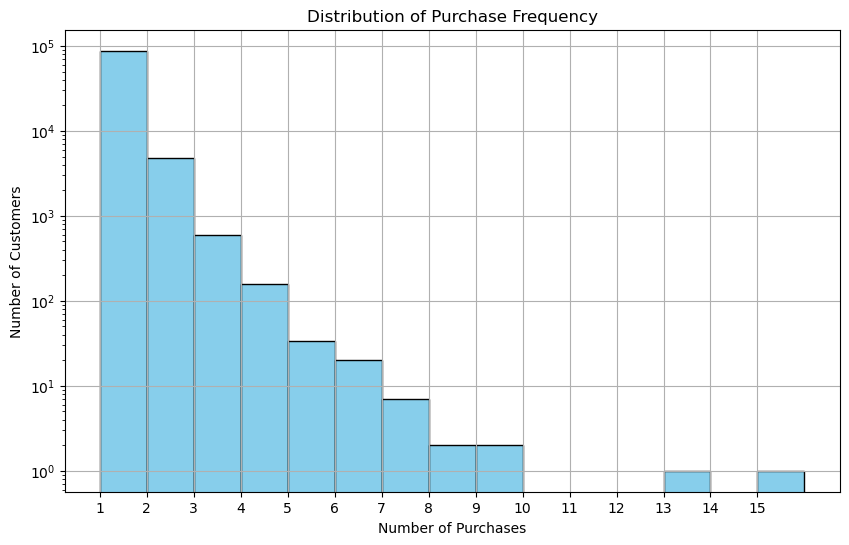 Distribution of Purchase Frequency
Number of Customers
10⁵
10⁴
10³
10²
10¹
10⁰
1 2 3 4 5 6 7 8 9 10 11 12 13 14 15
Number of Purchases